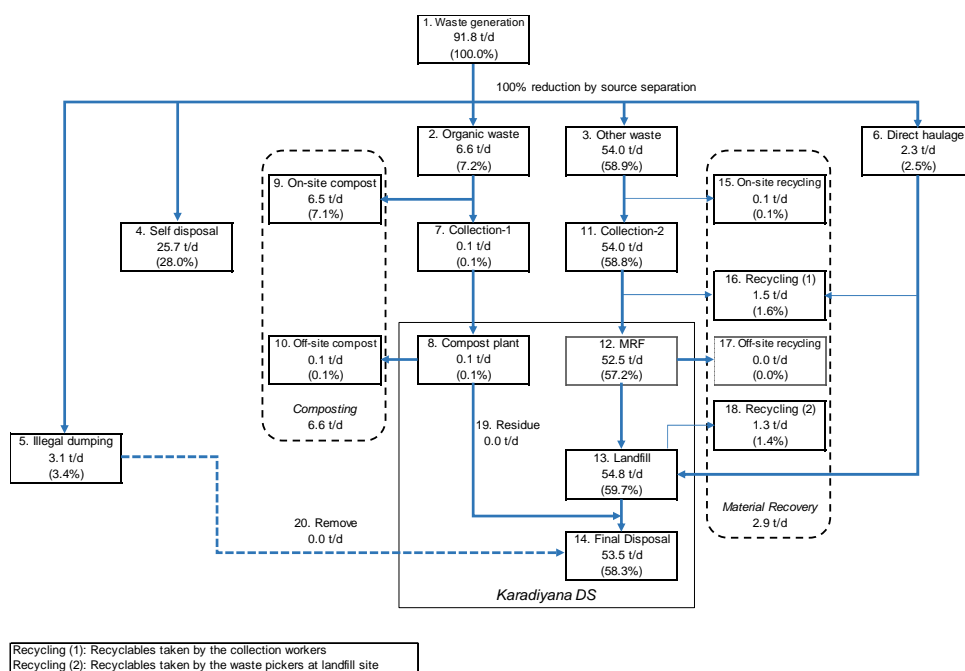 1. Waste generation
91.8 t/d
(100.0%)
100% reduction by source separation
2. Organic waste
6.6 t/d
(7.2%)
3. Other waste
54.0 t/d
(58.9%)
6. Direct haulage
2.3 t/d
(2.5%)
9. On-site compost
6.5 t/d
(7.1%)
15. On-site recycling
0.1 t/d
(0.1%)
4. Self disposal
25.7 t/d
(28.0%)
7. Collection-1
0.1 t/d
(0.1%)
11. Collection-2
54.0 t/d
(58.8%)
16. Recycling (1)
1.5 t/d
(1.6%)
10. Off-site compost
0.1 t/d
(0.1%)
8. Compost plant
0.1 t/d
(0.1%)
12. MRF
52.5 t/d
(57.2%)
17. Off-site recycling
0.0 t/d
(0.0%)
Composting
6.6 t/d
19. Residue
0.0 t/d
18. Recycling (2)
1.3 t/d
(1.4%)
5. Illegal dumping
3.1 t/d
(3.4%)
13. Landfill
54.8 t/d
(59.7%)
Material Recovery
2.9 t/d
20. Remove
0.0 t/d
14. Final Disposal
53.5 t/d
(58.3%)
Karadiyana DS
Recycling (1): Recyclables taken by the collection workers
Recycling (2): Recyclables taken by the waste pickers at landfill site